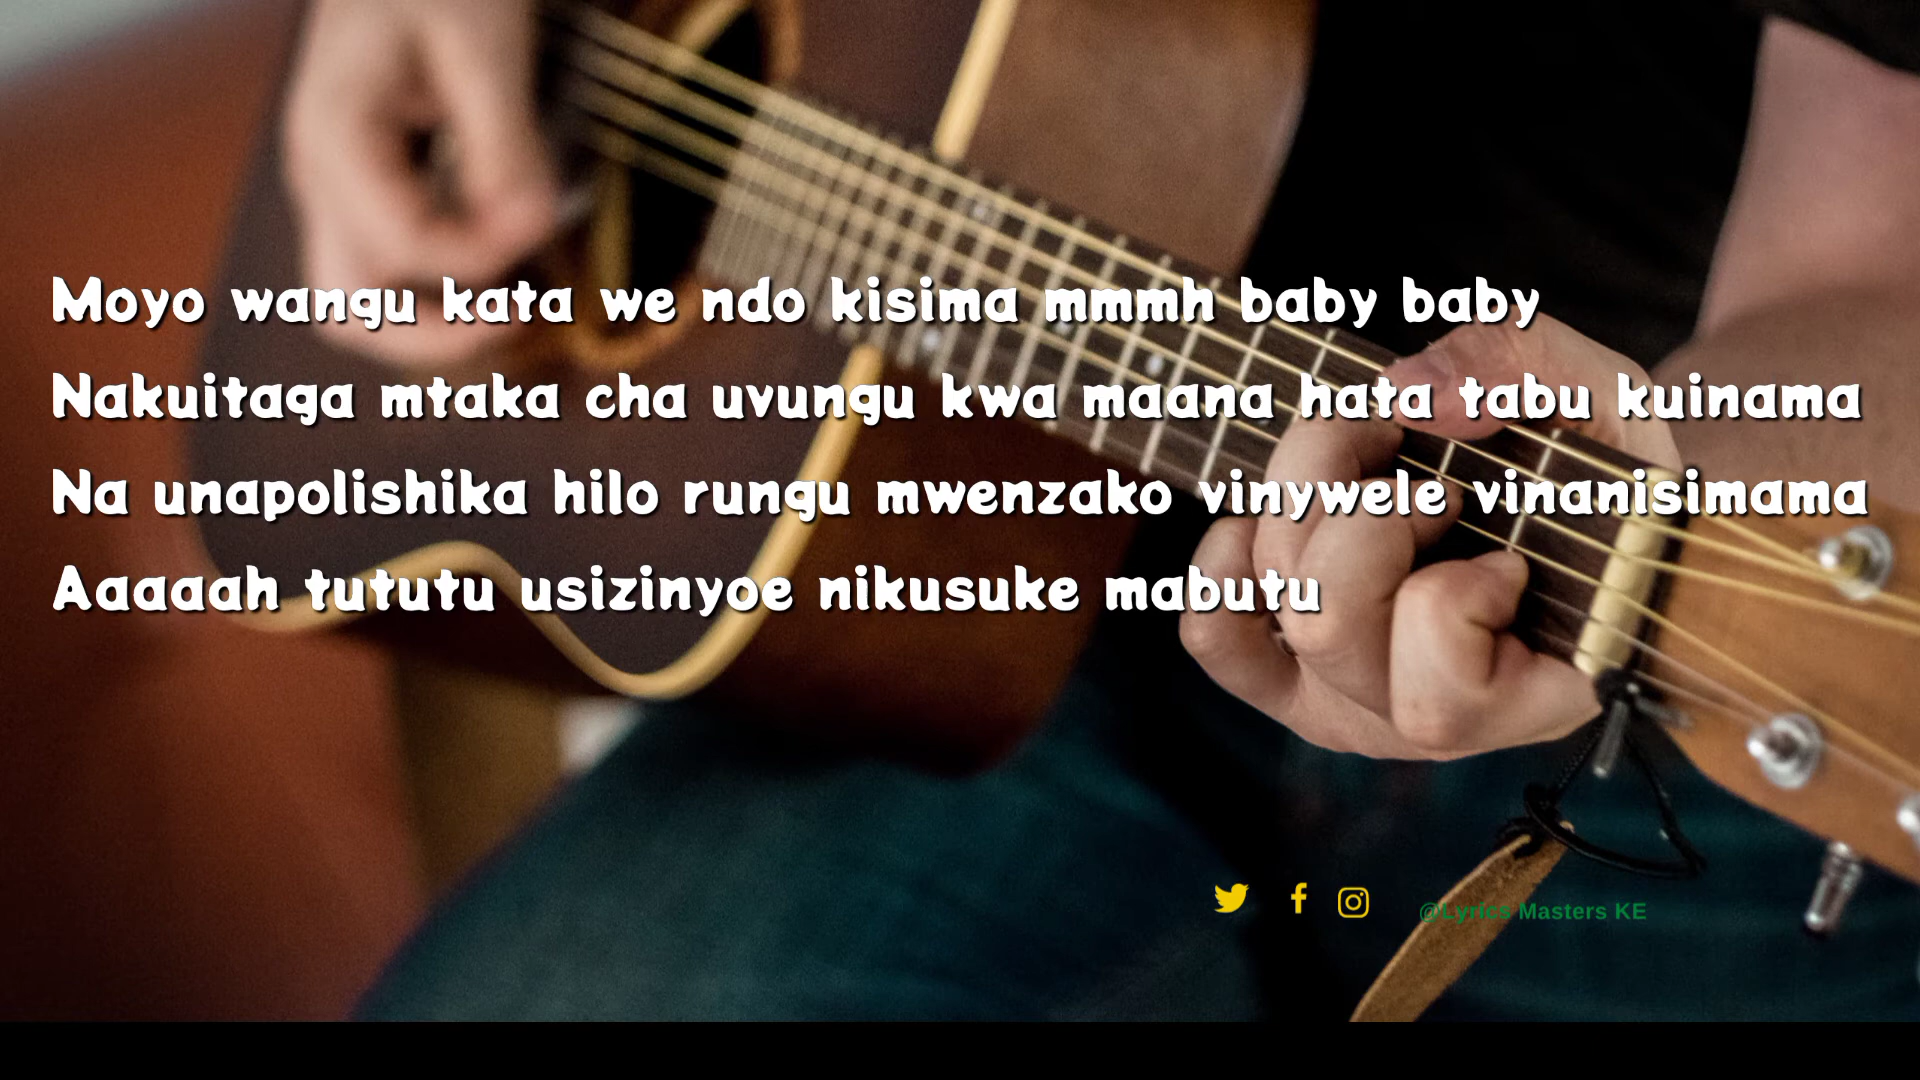 Moyo wangu kata we ndo kisima mmmh baby baby
Nakuitaga mtaka cha uvungu kwa maana hata tabu kuinama
Na unapolishika hilo rungu mwenzako vinywele vinanisimama
Aaaaah tututu usizinyoe nikusuke mabutu
@Lyrics Masters KE